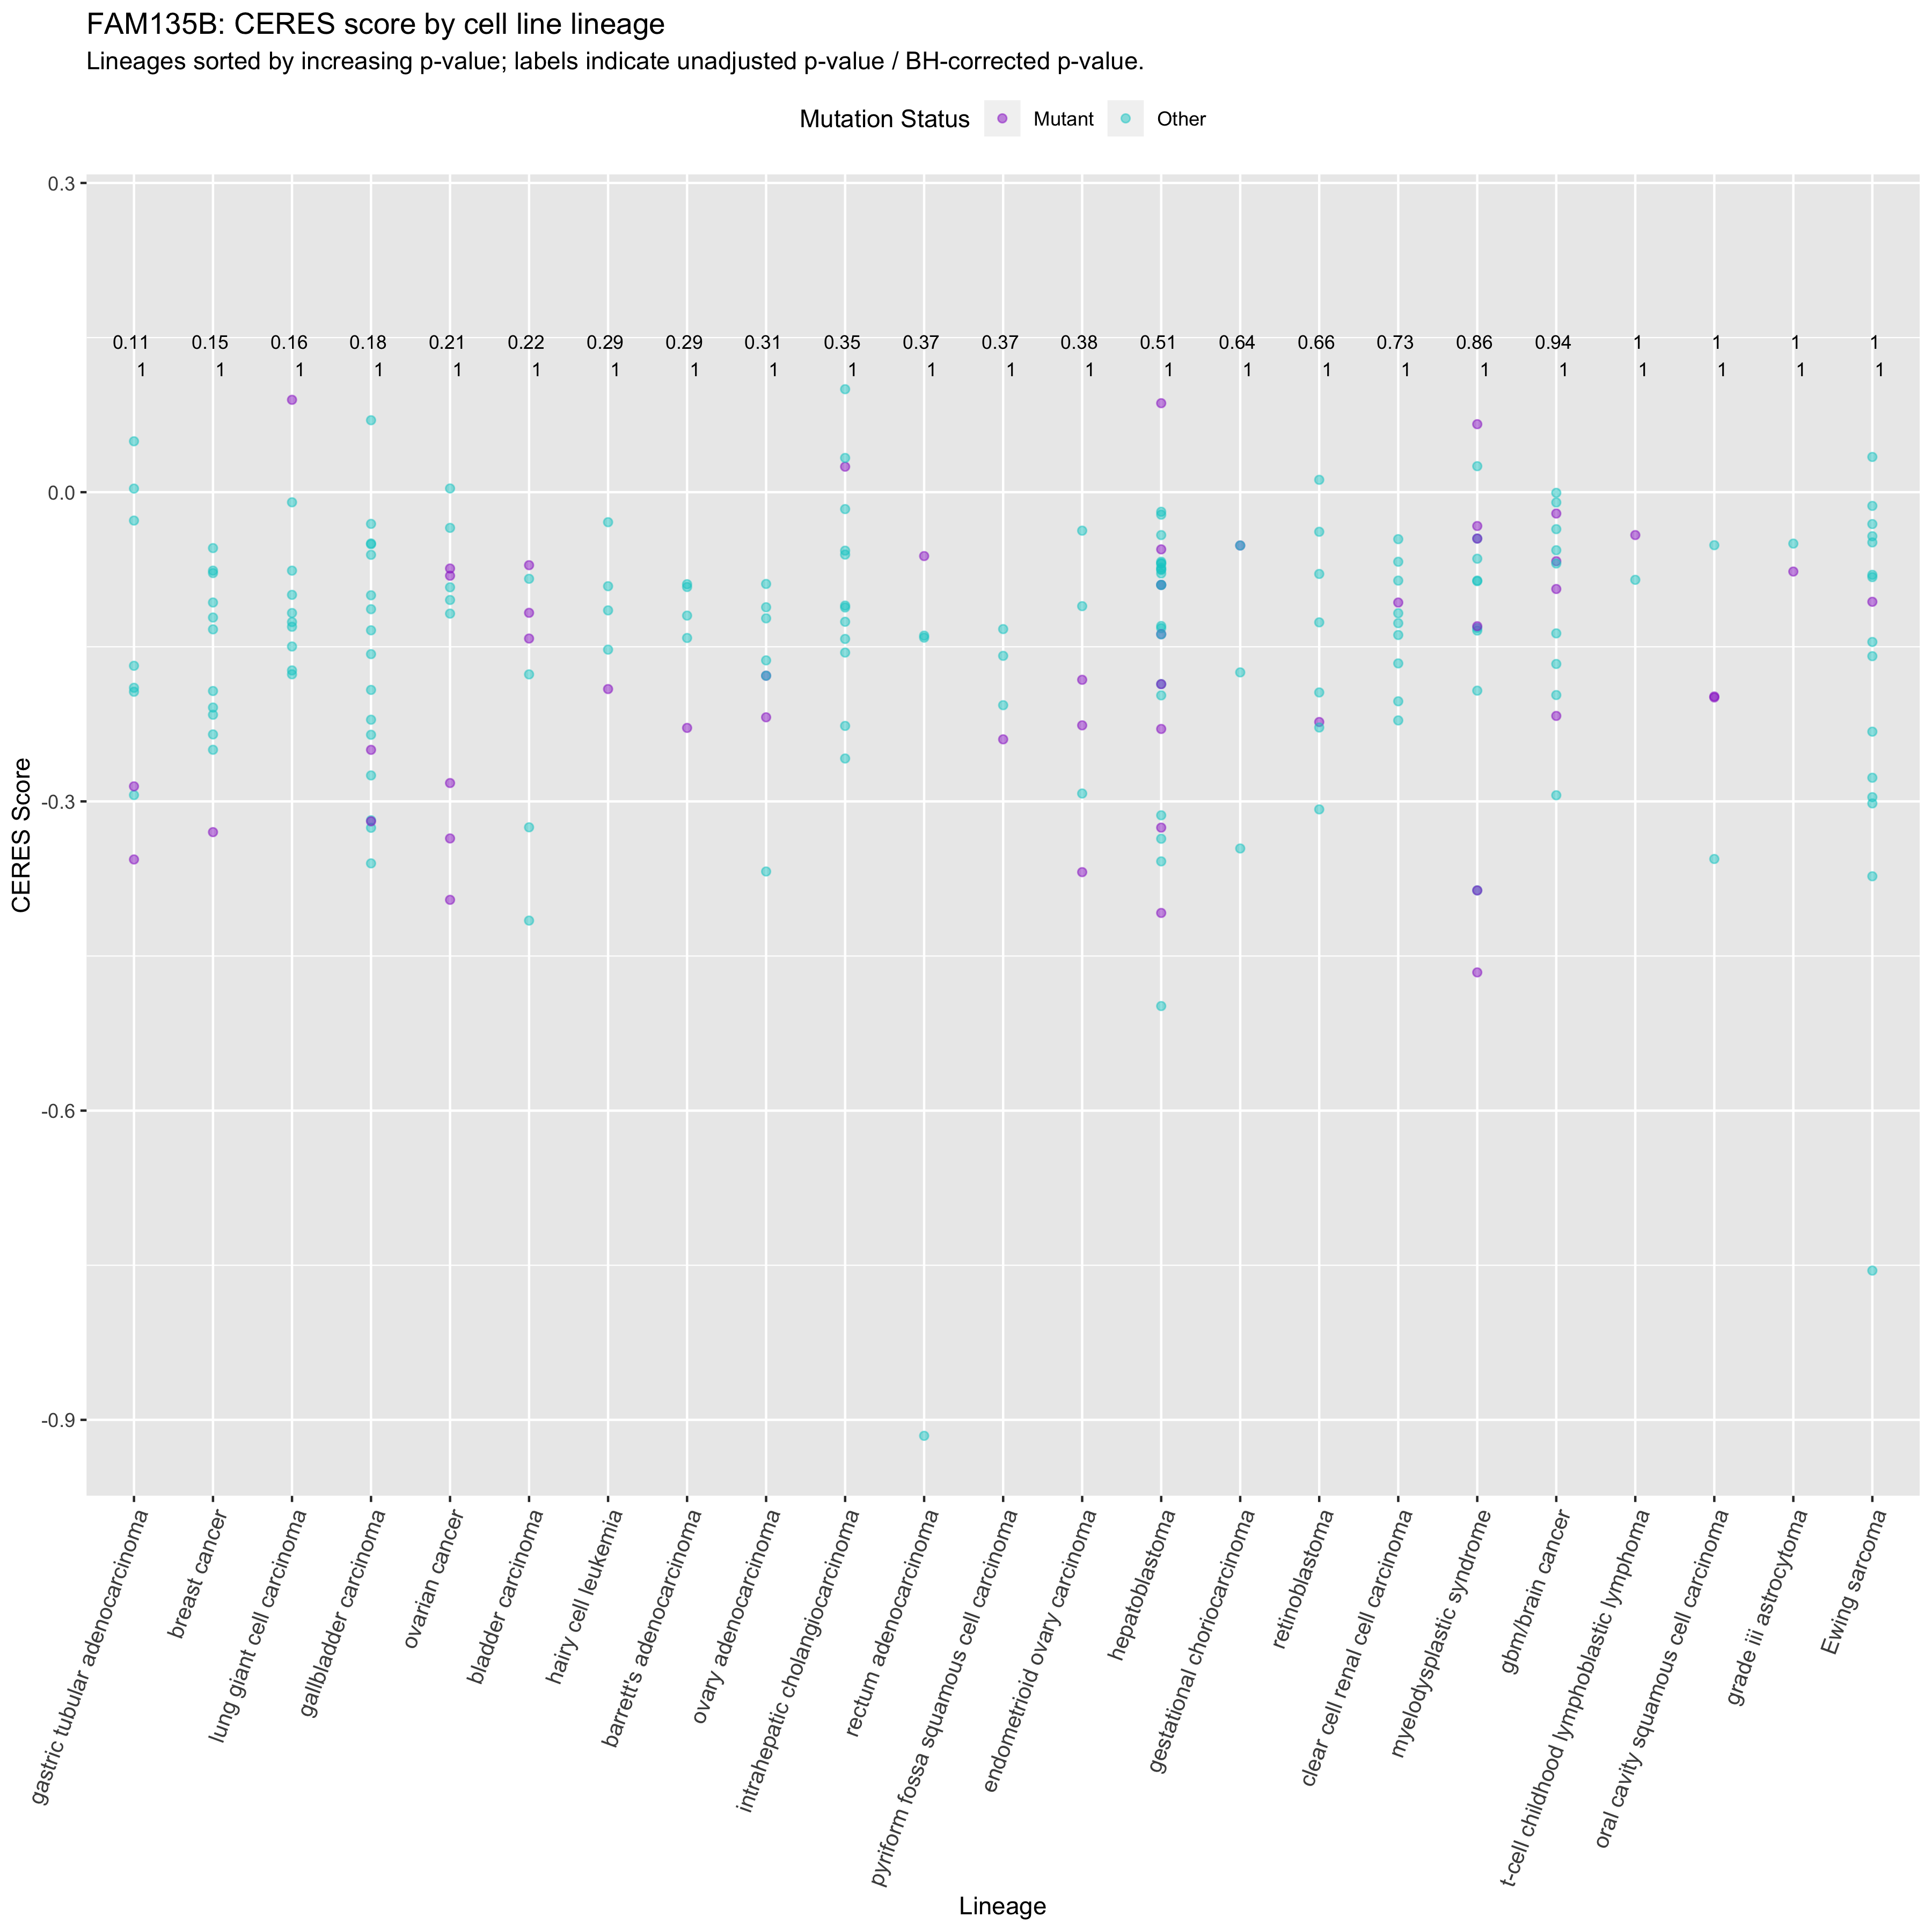 FAM135B: CERES score by cell line lineage
Lineages sorted by increasing p-value; labels indicate unadjusted p-value / BH-corrected p-value.
Mutation Status Mutant Other
0.3
0.11 0.15 0.16 0.18 0.21 0.22 0.29 0.29 0.31 0.35 0.37 0.37 0.38 0.51 0.64 0.66 0.73 0.86 0.94 1 1 1 1
1 1 1 1 1 1 1 1 1 1 1 1 1 1 1 1 1 1 1 1 1 1 1
0.0
-0.3
-0.6
-0.9
CERES Score
gastric tubular adenocarcinoma
breast cancer
lung giant cell carcinoma
gallbladder carcinoma
ovarian cancer
bladder carcinoma
hairy cell leukemia
barrett's adenocarcinoma
ovary adenocarcinoma
intrahepatic cholangiocarcinoma
rectum adenocarcinoma
pyriform fossa squamous cell carcinoma
endometrioid ovary carcinoma
hepatoblastoma
gestational choriocarcinoma
retinoblastoma
clear cell renal cell carcinoma
myelodysplastic syndrome
gbm/brain cancer
t-cell childhood lymphoblastic lymphoma
oral cavity squamous cell carcinoma
grade iii astrocytoma
Ewing sarcoma
Lineage